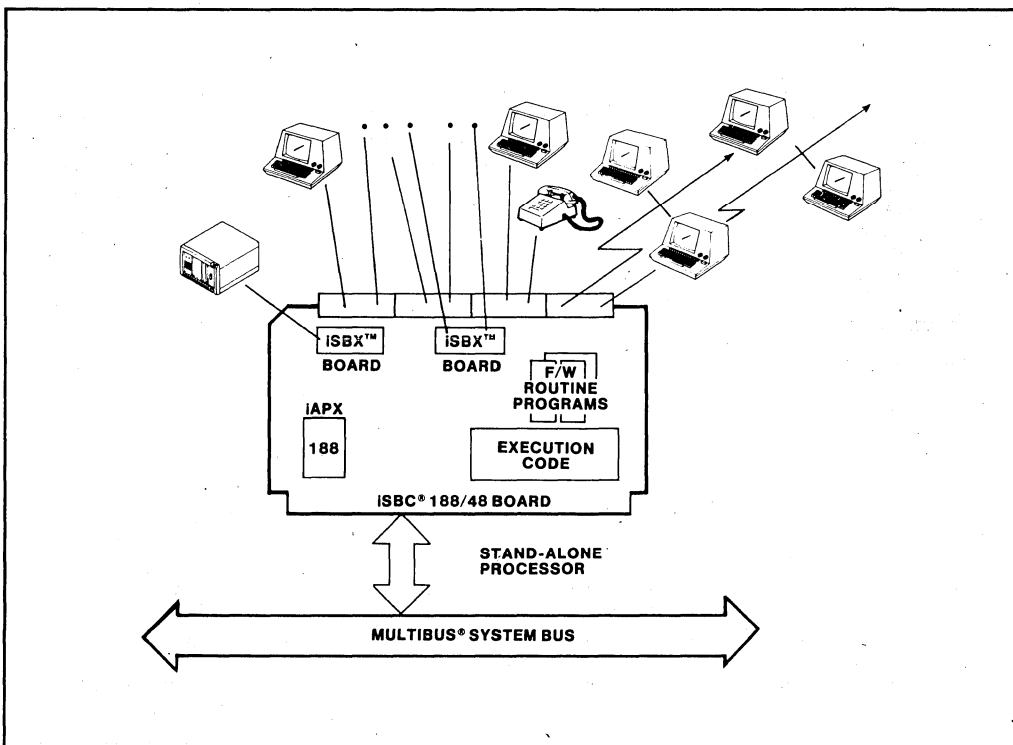 iSBX™
BOARD
iSBX™
BOARD
F/W
ROUTINE
PROGRAMS
iAPX
188
EXECUTION
CODE
iSBC® 188/48 BOARD
STAND-ALONE
PROCESSOR
MULTIBUS® SYSTEM BUS